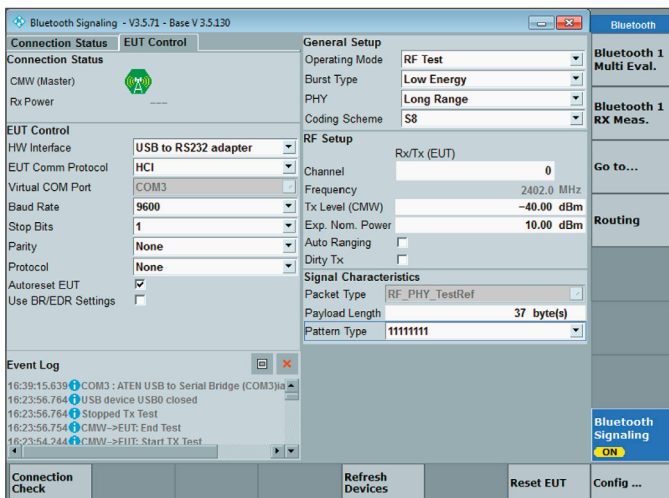 Bluetooth Signaling - V3.5.71 - Base V 3.5.130
Connection Status
EUT Control
Connection Status
CMW (Master)
Rx Power ---
EUT Control
HW Interface USB to RS232 adapter
EUT Comm Protocol HCI
Virtual COM Port COM3
Baud Rate 9600
Stop Bits 1
Parity None
Protocol None
Autoreset EUT
Use BR/EDR Settings
Event Log
16:39:15.639 COM3 : ATEN USB to Serial Bridge (COM3)
16:23:56.764 USB device USB0 closed
16:23:56.764 Stopped Tx Test
16:23:56.754 CMW-->EUT: End Test
16:23:54.244 CMW-->EUT: Start TX Test
General Setup
Operating Mode RF Test
Burst Type Low Energy
PHY Long Range
Coding Scheme S8
RF Setup
Rx/Tx (EUT)
Channel 0
Frequency 2402.0 MHz
Tx Level (CMW) -40.00 dBm
Exp. Nom. Power 10.00 dBm
Auto Ranging
Dirty Tx
Signal Characteristics
Packet Type RF_PHY_TestRef
Payload Length 37 byte(s)
Pattern Type 11111111
Bluetooth
Bluetooth 1
Multi Eval.
Bluetooth 1
RX Meas.
Go to...
Routing
Bluetooth
Signaling
ON
Connection
Check
Refresh
Devices
Reset EUT
Config ...